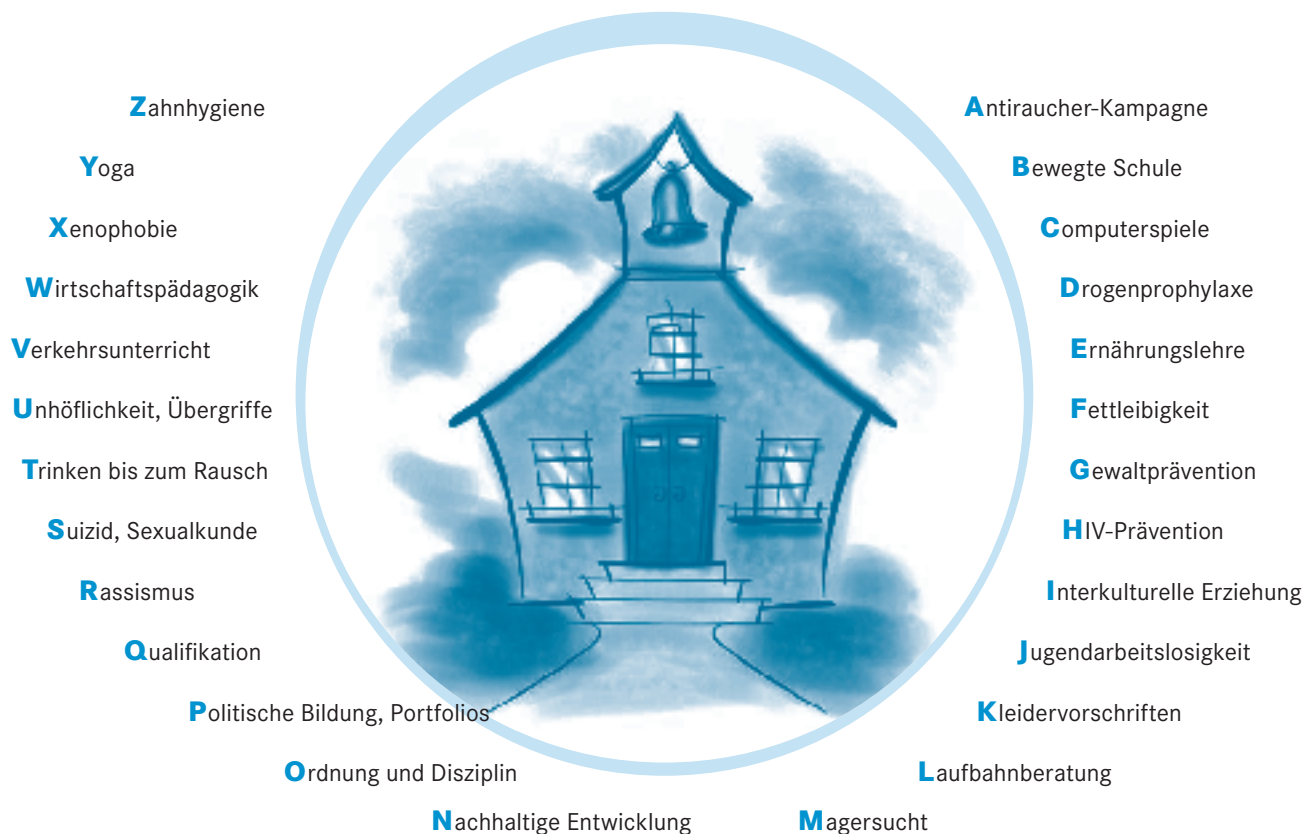 Antiraucher-Kampagne
Bewegte Schule
Computerspiele
Drogenprophylaxe
Ernährungslehre
Fettleibigkeit
Gewaltprävention
HIV-Prävention
Interkulturelle Erziehung
Jugendarbeitslosigkeit
Kleidervorschriften
Laufbahnberatung
Magersucht
Nachhaltige Entwicklung
Ordnung und Disziplin
Politische Bildung, Portfolios
Qualifikation
Rassismus
Suizid, Sexualkunde
Trinken bis zum Rausch
Unhöflichkeit, Übergriffe
Verkehrsunterricht
Wirtschaftspädagogik
Xenophobie
Yoga
Zahnhygiene